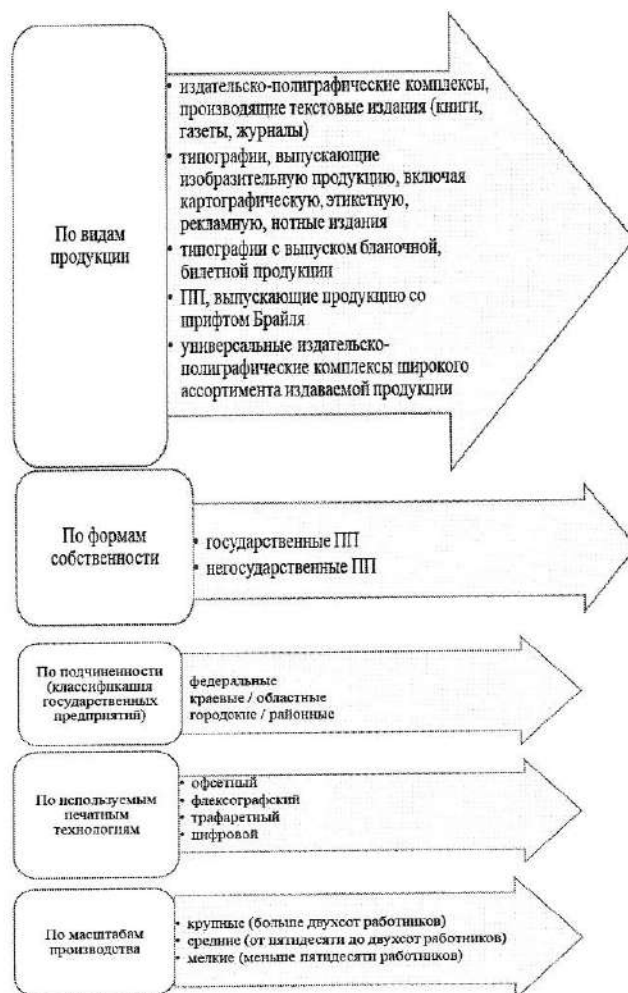 По видам
продукции
• издательско-полиграфические комплексы,
производящие текстовые издания (книги,
газеты, журналы)
• типографии, выпускающие
изобразительную продукцию, включая
картографическую, этикетную,
рекламную, нотные издания
• типографии с выпуском бланочной,
билетной продукции
• ПП, выпускающие продукцию со
шрифтом Брайля
• универсальные издательско-
полиграфические комплексы широкого
ассортимента издаваемой продукции
По формам
собственности
• государственные ПП
• негосударственные ПП
По подчиненности
(классификация
государственных
предприятий)
федеральные
краевые / областные
городские / районные
По используемым
печатным
технологиям
• офсетный
• флексографский
• трафаретный
• цифровой
По масштабам
производства
• крупные (больше двухсот работников)
• средние (от пятидесяти до двухсот работников)
• мелкие (меньше пятидесяти работников)